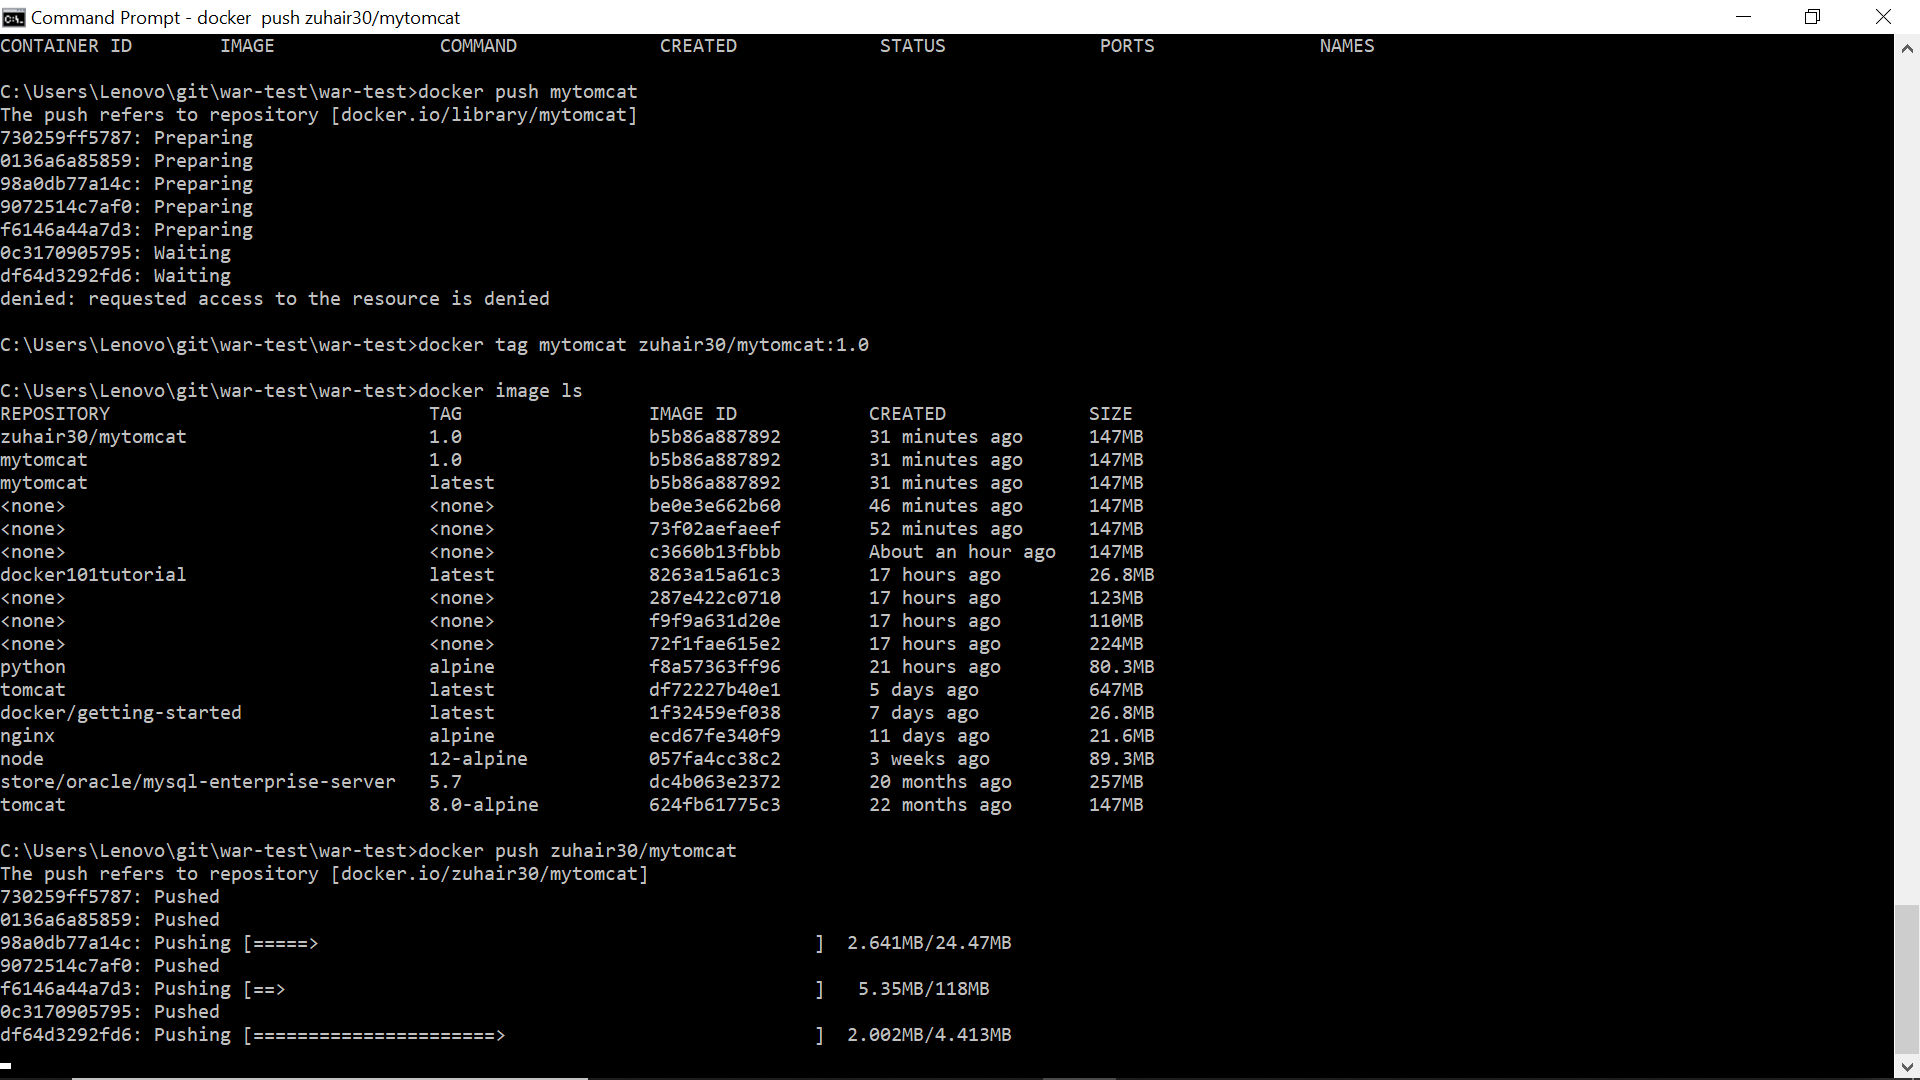 Command Prompt - docker  push zuhair30/mytomcat
CONTAINER ID        IMAGE               COMMAND             CREATED             STATUS              PORTS               NAMES
C:\Users\Lenovo\git\war-test\war-test>docker push mytomcat
The push refers to repository [docker.io/library/mytomcat]
730259ff5787: Preparing
0136a6a85859: Preparing
98a0db77a14c: Preparing
9072514c7af0: Preparing
f6146a44a7d3: Preparing
0c3170905795: Waiting
df64d3292fd6: Waiting
denied: requested access to the resource is denied
C:\Users\Lenovo\git\war-test\war-test>docker tag mytomcat zuhair30/mytomcat:1.0
C:\Users\Lenovo\git\war-test\war-test>docker image ls
REPOSITORY                             TAG                 IMAGE ID            CREATED             SIZE
zuhair30/mytomcat                      1.0                 b5b86a887892        31 minutes ago      147MB
mytomcat                               1.0                 b5b86a887892        31 minutes ago      147MB
mytomcat                               latest              b5b86a887892        31 minutes ago      147MB
<none>                                 <none>              be0e3e662b60        46 minutes ago      147MB
<none>                                 <none>              73f02aefaeef        52 minutes ago      147MB
<none>                                 <none>              c3660b13fbbb        About an hour ago   147MB
docker101tutorial                      latest              8263a15a61c3        17 hours ago        26.8MB
<none>                                 <none>              287e422c0710        17 hours ago        123MB
<none>                                 <none>              f9f9a631d20e        17 hours ago        110MB
<none>                                 <none>              72f1fae615e2        17 hours ago        224MB
python                                 alpine              f8a57363ff96        21 hours ago        80.3MB
tomcat                                 latest              df72227b40e1        5 days ago          647MB
docker/getting-started                 latest              1f32459ef038        7 days ago          26.8MB
nginx                                  alpine              ecd67fe340f9        11 days ago         21.6MB
node                                   12-alpine           057fa4cc38c2        3 weeks ago         89.3MB
store/oracle/mysql-enterprise-server   5.7                 dc4b063e2372        20 months ago       257MB
tomcat                                 8.0-alpine          624fb61775c3        22 months ago       147MB
C:\Users\Lenovo\git\war-test\war-test>docker push zuhair30/mytomcat
The push refers to repository [docker.io/zuhair30/mytomcat]
730259ff5787: Pushed
0136a6a85859: Pushed
98a0db77a14c: Pushing [=====>                                             ]  2.641MB/24.47MB
9072514c7af0: Pushed
f6146a44a7d3: Pushing [==>                                                ]   5.35MB/118MB
0c3170905795: Pushed
df64d3292fd6: Pushing [======================>                            ]  2.002MB/4.413MB